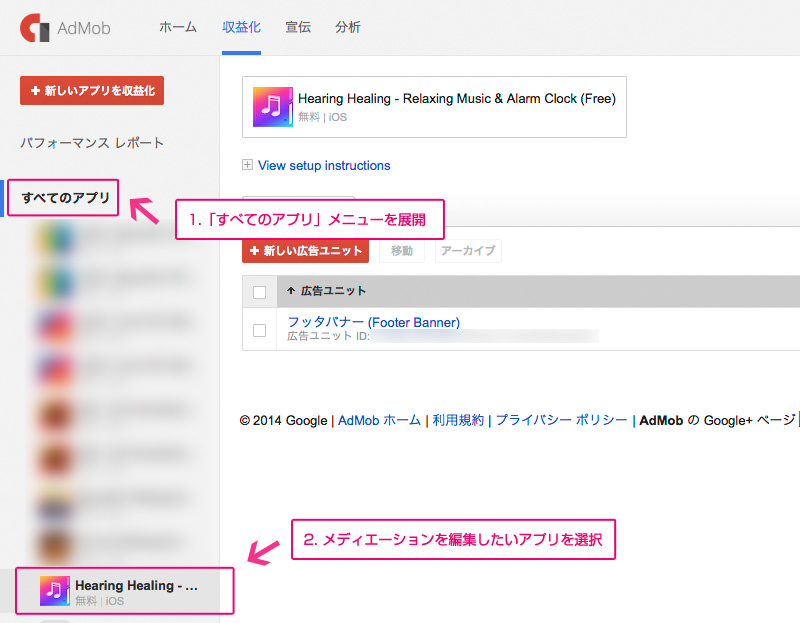 AdMob
ホーム 収益化 宣伝 分析
+ 新しいアプリを収益化
パフォーマンス レポート
すべてのアプリ
Hearing Healing - Relaxing Music & Alarm Clock (Free)
無料 | iOS
View setup instructions
1.「すべてのアプリ」メニューを展開
+ 新しい広告ユニット 移動 アーカイブ
↑ 広告ユニット
フッタバナー (Footer Banner)
広告ユニット ID:
© 2014 Google | AdMob ホーム | 利用規約 | プライバシー ポリシー | AdMob の Google+ ページ
2. メディエーションを編集したいアプリを選択
Hearing Healing - ...
無料 | iOS